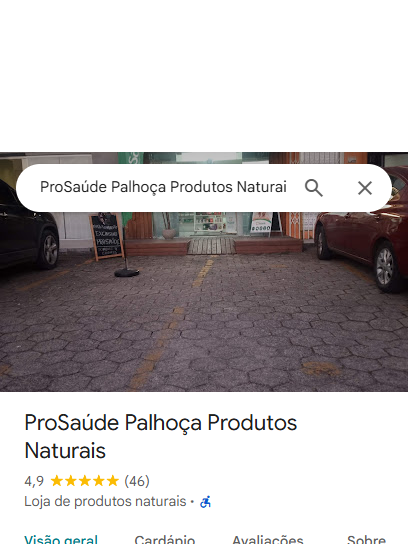 ProSaúde Palhoça Produtos Naturai
ProSaúde Palhoça Produtos
Naturais
4,9 (46)
Loja de produtos naturais ·
Visão geral Cardápio Avaliações Sobre